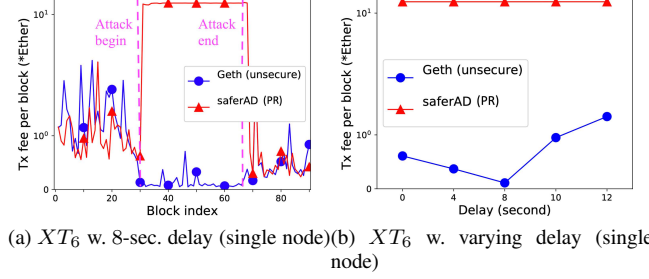 Tx fee per block (*Ether)
10¹
10⁰
0
Attack
begin
Attack
end
Geth (unsecure)
saferAD (PR)
0 20 40 60 80
Block index
(a) XT₆ w. 8-sec. delay (single node)
Tx fee per block (*Ether)
10¹
10⁰
0
Geth (unsecure)
saferAD (PR)
0 4 8 10 12
Delay (second)
(b) XT₆ w. varying delay (single
node)